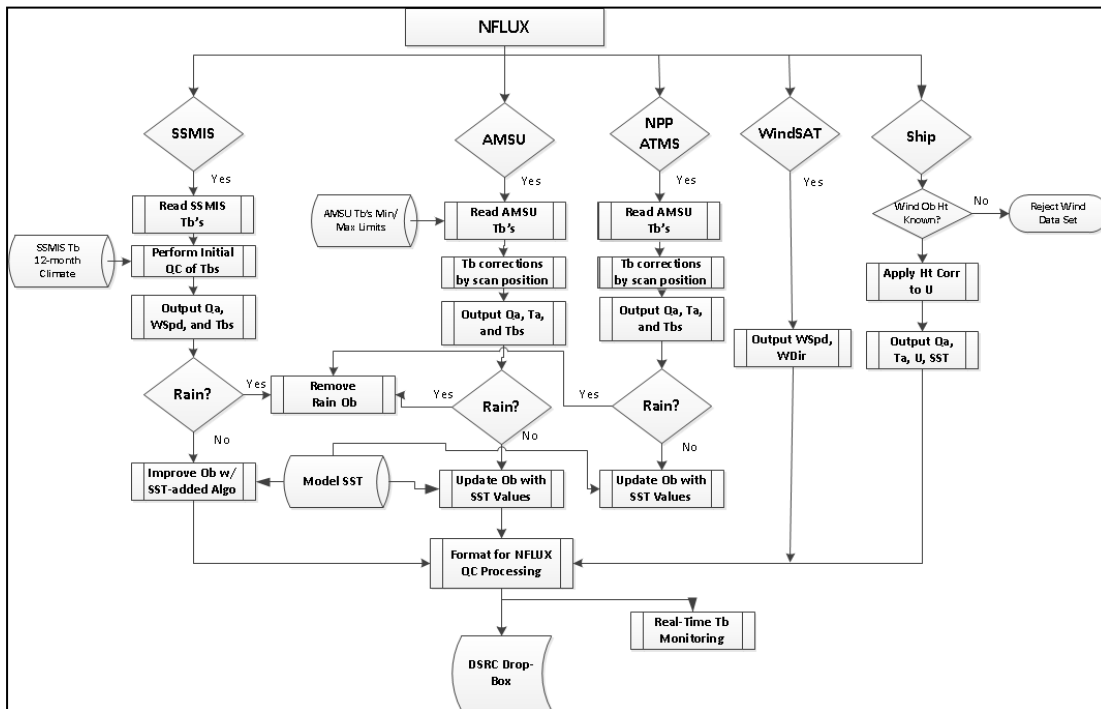 NFLUX
SSMIS
AMSU
NPP
ATMS
WindSAT
Ship
Yes
Yes
Yes
Yes
Read SSMIS
Tb's
AMSU Tb's Min/
Max Limits
Read AMSU
Tb's
Read AMSU
Tb's
Wind Ob Ht
Known?
No
Reject Wind
Data Set
SSMIS Tb
12-month
Climate
Perform Initial
QC of Tbs
Tb corrections
by scan position
Tb corrections
by scan position
Apply Ht Corr
to U
Output Qa,
WSpd, and Tbs
Output Qa, Ta,
and Tbs
Output Qa, Ta,
and Tbs
Output WSpd,
WDir
Output Qa,
Ta, U, SST
Rain?
Yes
Remove
Rain Ob
Yes
Rain?
Yes
Rain?
No
No
No
Improve Ob w/
SST-added Algo
Model SST
Update Ob with
SST Values
Update Ob with
SST Values
Format for NFLUX
QC Processing
Real-Time Tb
Monitoring
DSRC Drop-
Box